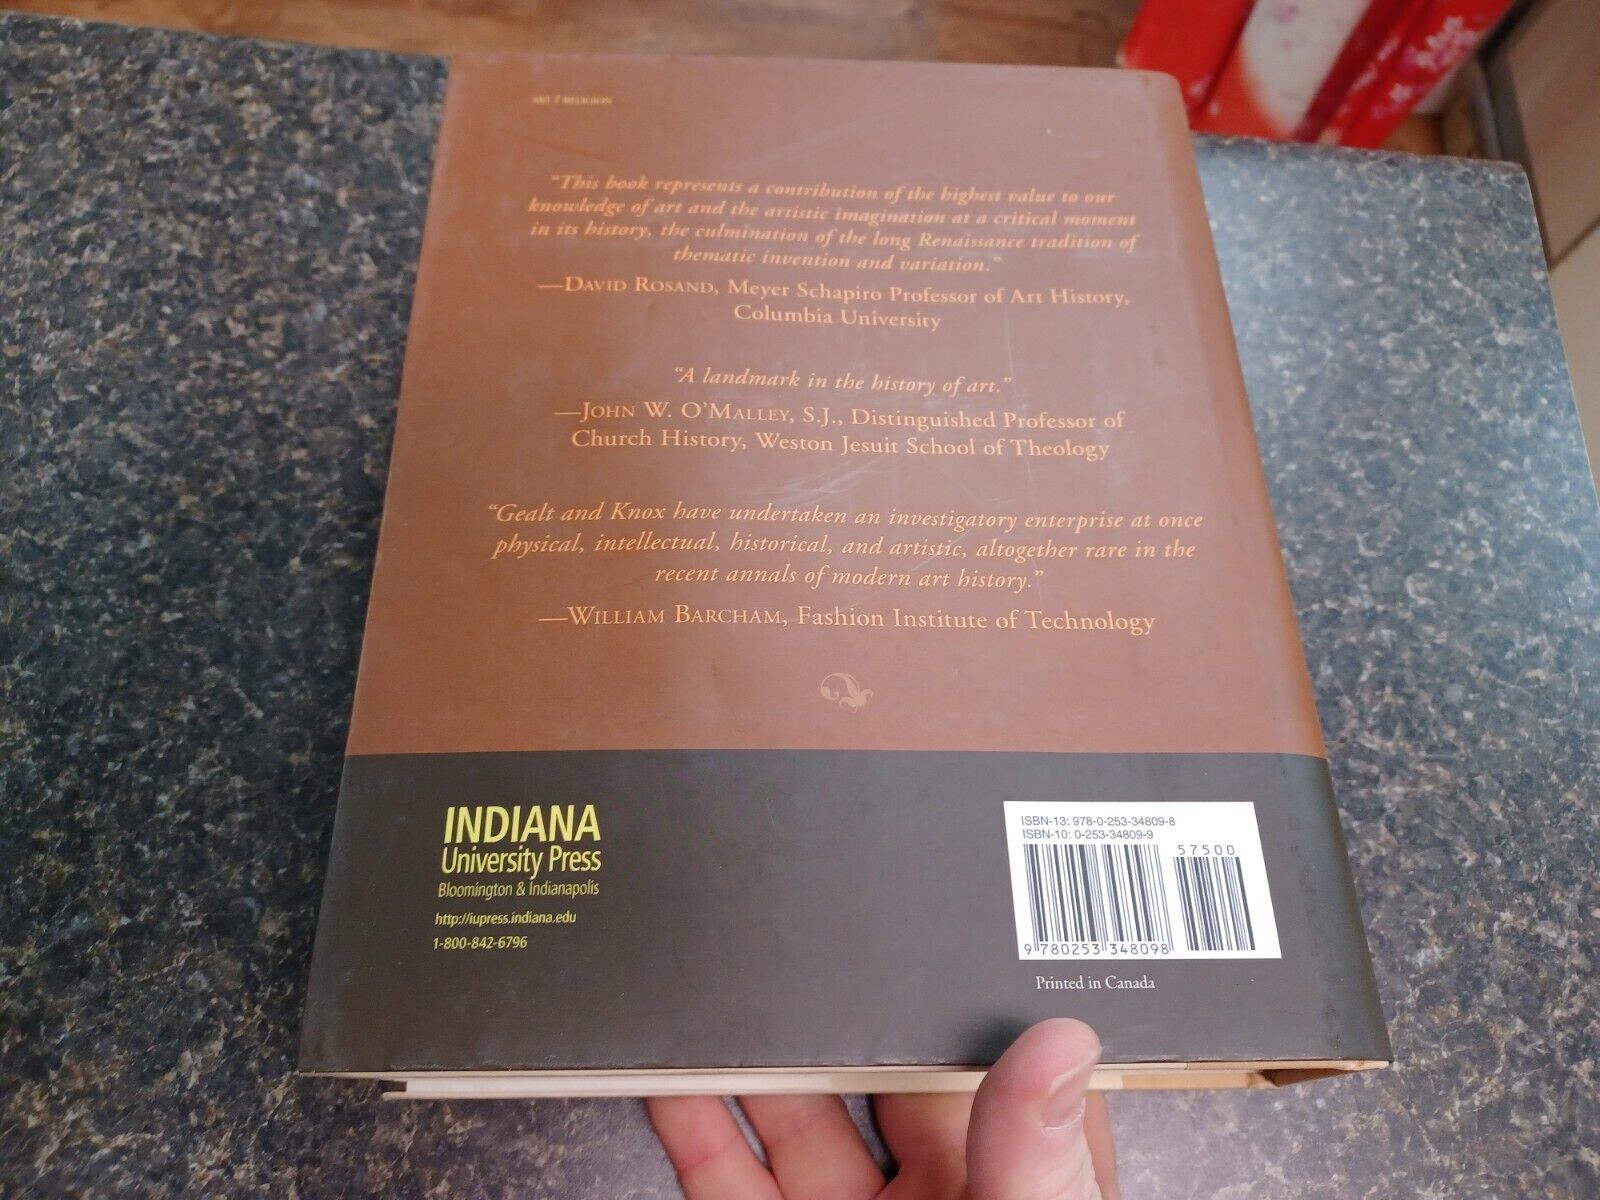 ART / RELIGION
“This book represents a contribution of the highest value to our
knowledge of art and the artistic imagination at a critical moment
in its history, the culmination of the long Renaissance tradition of
thematic invention and variation.”
—David Rosand, Meyer Schapiro Professor of Art History,
Columbia University
“A landmark in the history of art.”
—John W. O’Malley, S.J., Distinguished Professor of
Church History, Weston Jesuit School of Theology
“Gealt and Knox have undertaken an investigatory enterprise at once
physical, intellectual, historical, and artistic, altogether rare in the
recent annals of modern art history.”
—William Barcham, Fashion Institute of Technology
INDIANA
University Press
Bloomington & Indianapolis
http://iupress.indiana.edu
1-800-842-6796
ISBN-13: 978-0-253-34809-8
ISBN-10: 0-253-34809-9
57500
9 780253 348098
Printed in Canada